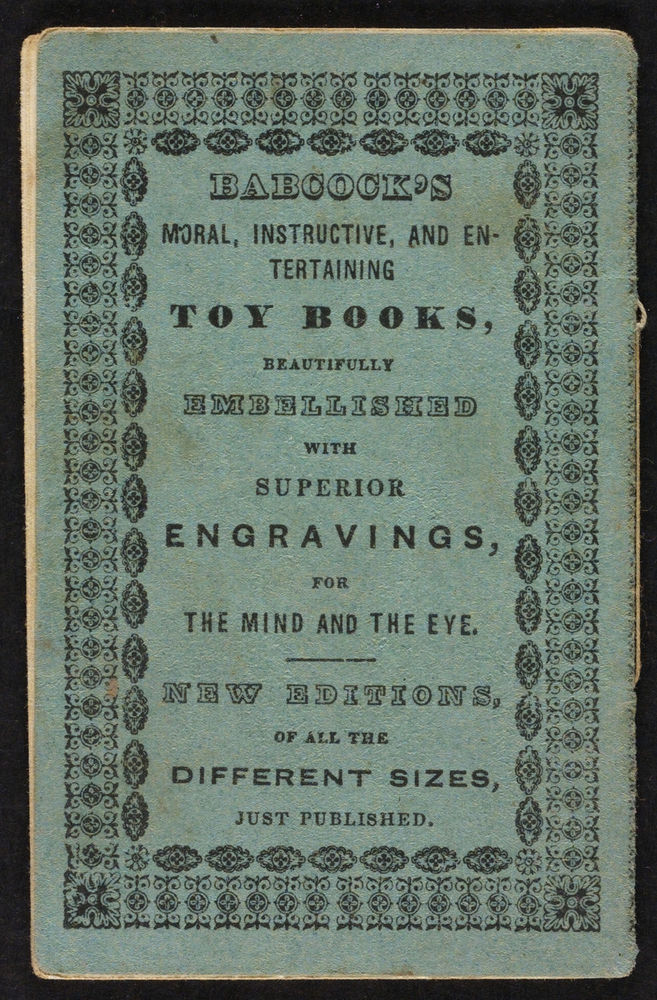 BABCOCK'S
MORAL, INSTRUCTIVE, AND EN-
TERTAINING
TOY BOOKS,
BEAUTIFULLY
EMBELLISHED
WITH
SUPERIOR
ENGRAVINGS,
FOR
THE MIND AND THE EYE.
NEW EDITIONS,
OF ALL THE
DIFFERENT SIZES,
JUST PUBLISHED.